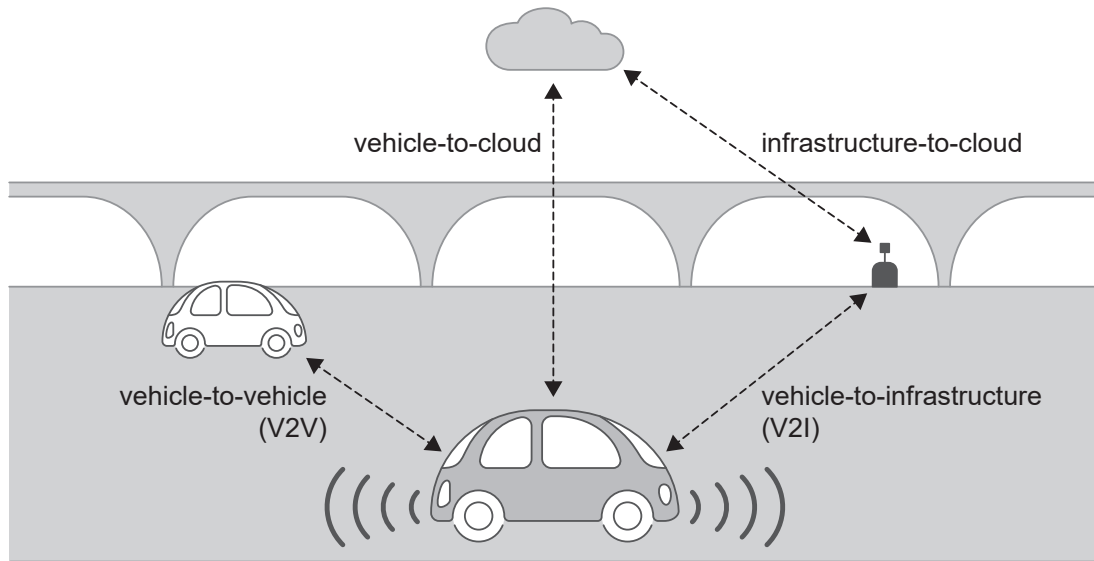 vehicle-to-cloud
infrastructure-to-cloud
vehicle-to-vehicle
(V2V)
vehicle-to-infrastructure
(V2I)